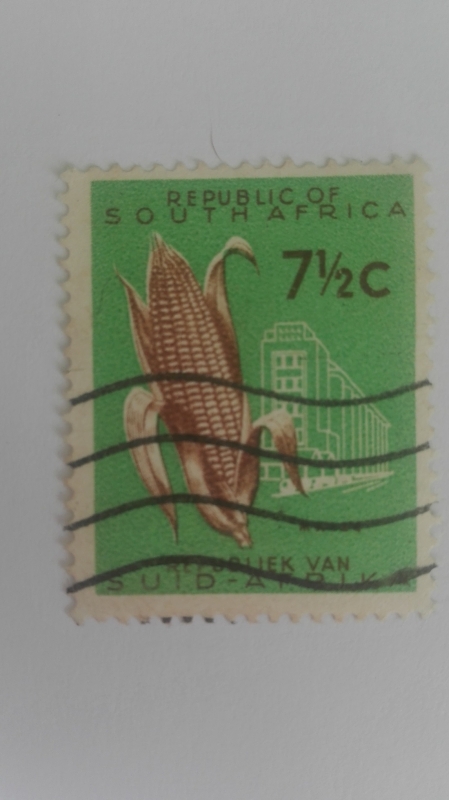 REPUBLIC OF
SOUTH AFRICA
7½C
REPUBLIEK VAN
SUID-AFRIKA